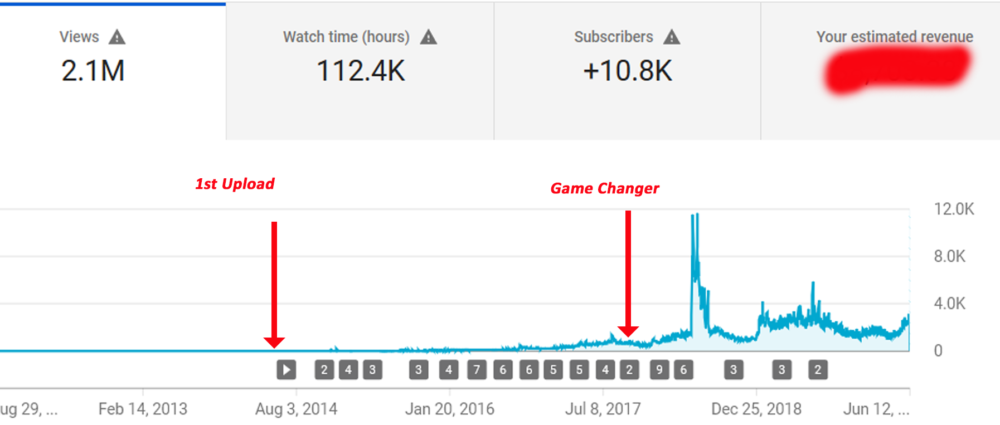 Views
Watch time (hours)
Subscribers
Your estimated revenue
2.1M
112.4K
+10.8K
1st Upload
Game Changer
12.0K
8.0K
4.0K
0
2 4 3 3 4 7 6 6 5 5 4 2 9 6 3 3 2
ug 29, ...
Feb 14, 2013
Aug 3, 2014
Jan 20, 2016
Jul 8, 2017
Dec 25, 2018
Jun 12, ...